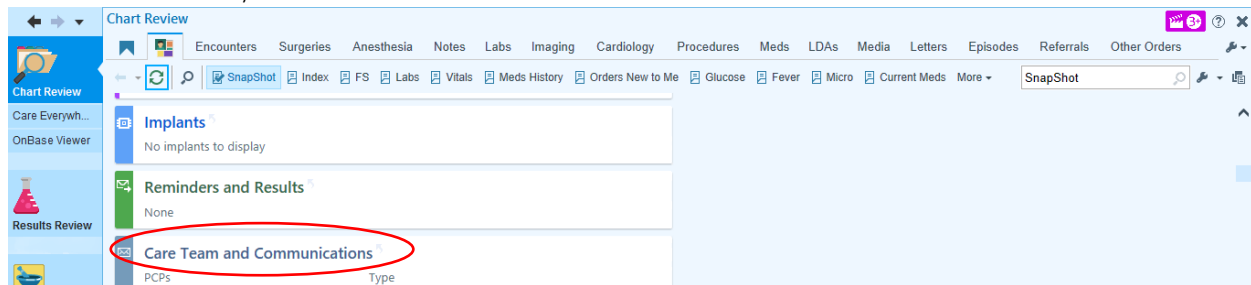 Chart Review
3+
Encounters Surgeries Anesthesia Notes Labs Imaging Cardiology Procedures Meds LDAs Media Letters Episodes Referrals Other Orders
SnapShot Index FS Labs Vitals Meds History Orders New to Me Glucose Fever Micro Current Meds More SnapShot
Chart Review
Care Everywh...
OnBase Viewer
Results Review
Implants
No implants to display
Reminders and Results
None
Care Team and Communications
PCPs Type